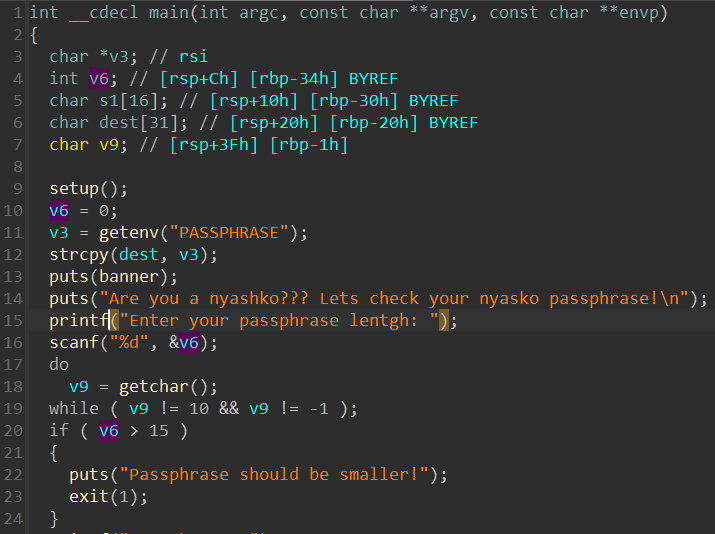 1 int __cdecl main(int argc, const char **argv, const char **envp)
2 {
3   char *v3; // rsi
4   int v6; // [rsp+Ch] [rbp-34h] BYREF
5   char s1[16]; // [rsp+10h] [rbp-30h] BYREF
6   char dest[31]; // [rsp+20h] [rbp-20h] BYREF
7   char v9; // [rsp+3Fh] [rbp-1h]
8
9   setup();
10   v6 = 0;
11   v3 = getenv("PASSPHRASE");
12   strcpy(dest, v3);
13   puts(banner);
14   puts("Are you a nyashko??? Lets check your nyasko passphrase!\n");
15   printf("Enter your passphrase lentgh: ");
16   scanf("%d", &v6);
17   do
18     v9 = getchar();
19   while ( v9 != 10 && v9 != -1 );
20   if ( v6 > 15 )
21   {
22     puts("Passphrase should be smaller!");
23     exit(1);
24   }